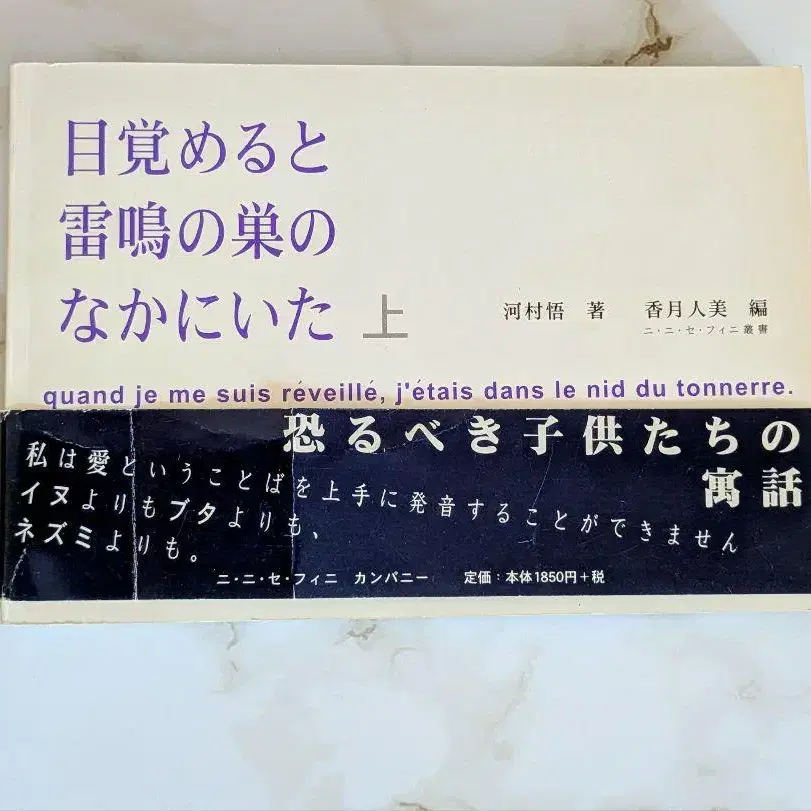 目覚めると
雷鳴の巣の
なかにいた 上
河村悟 著 香月人美 編
ニ・ニ・セ・フィニ叢書
quand je me suis réveillé, j'étais dans le nid du tonnerre.
恐るべき子供たちの
寓話
私は愛ということばを上手に発音することができません
イヌよりもブタよりも、
ネズミよりも。
ニ・ニ・セ・フィニ カンパニー 定価：本体1850円+税